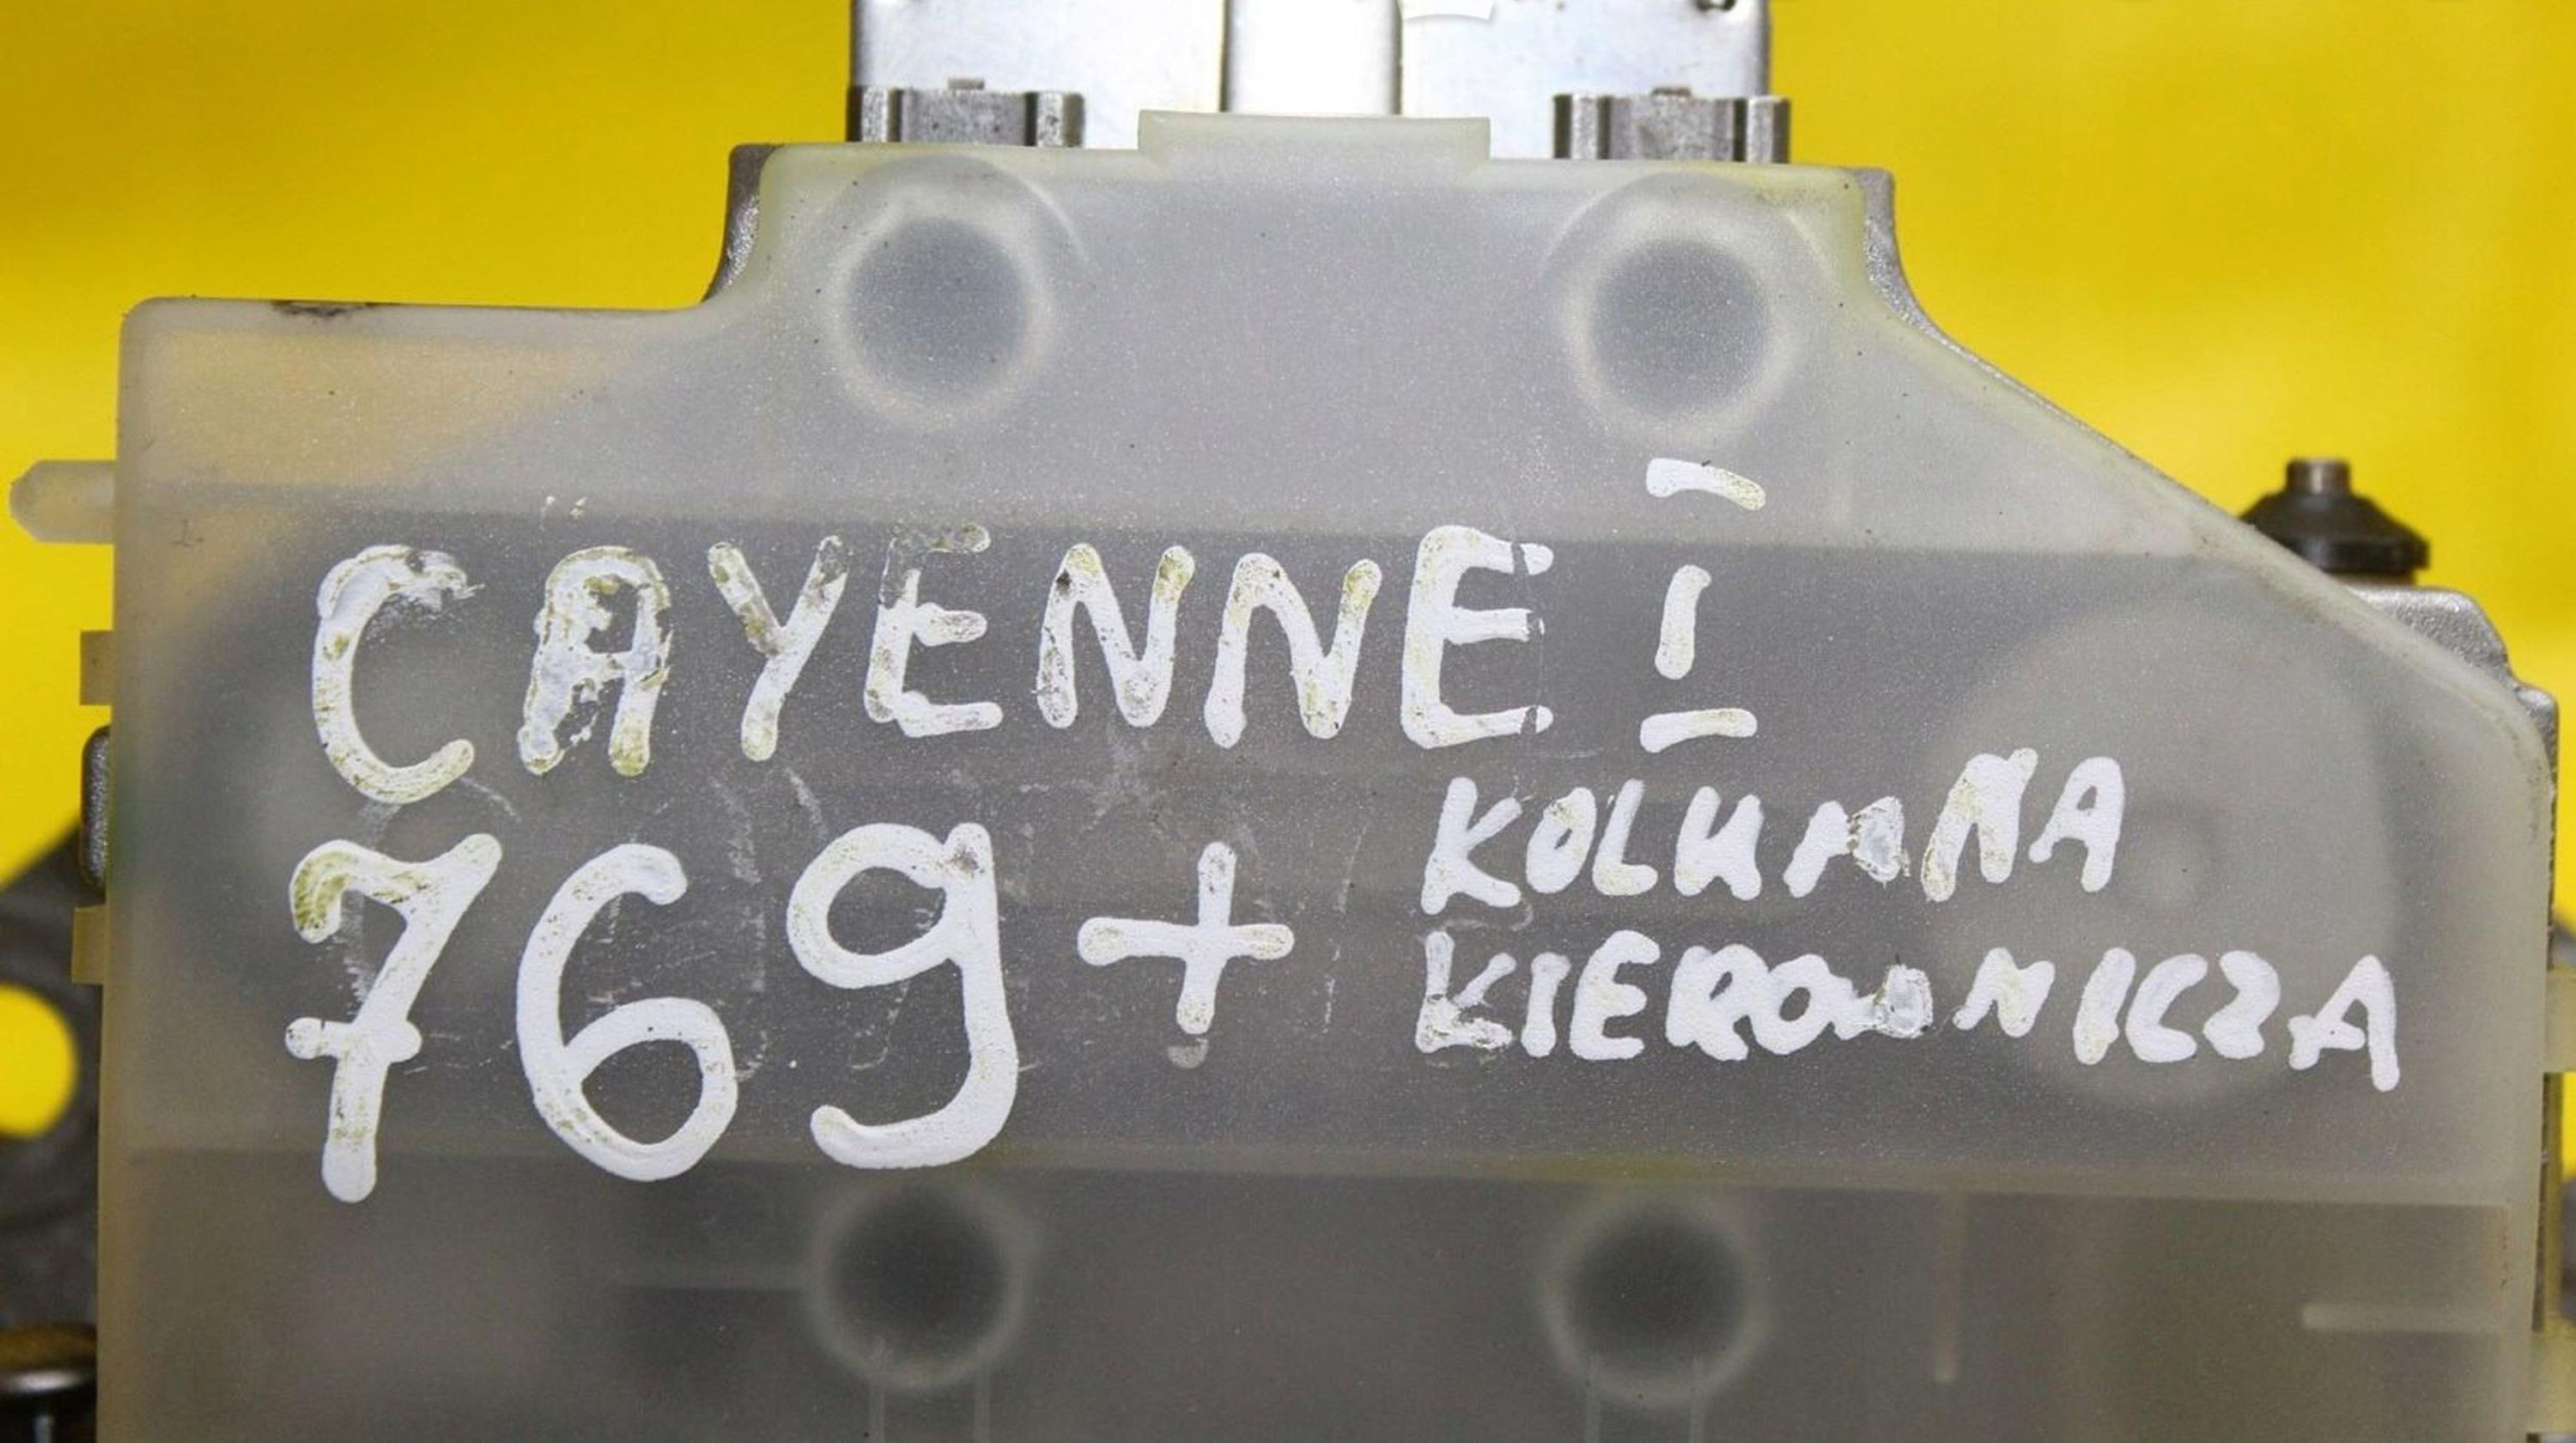 CAYENNE I
769 + KOLUMNA
KIEROWNICZA